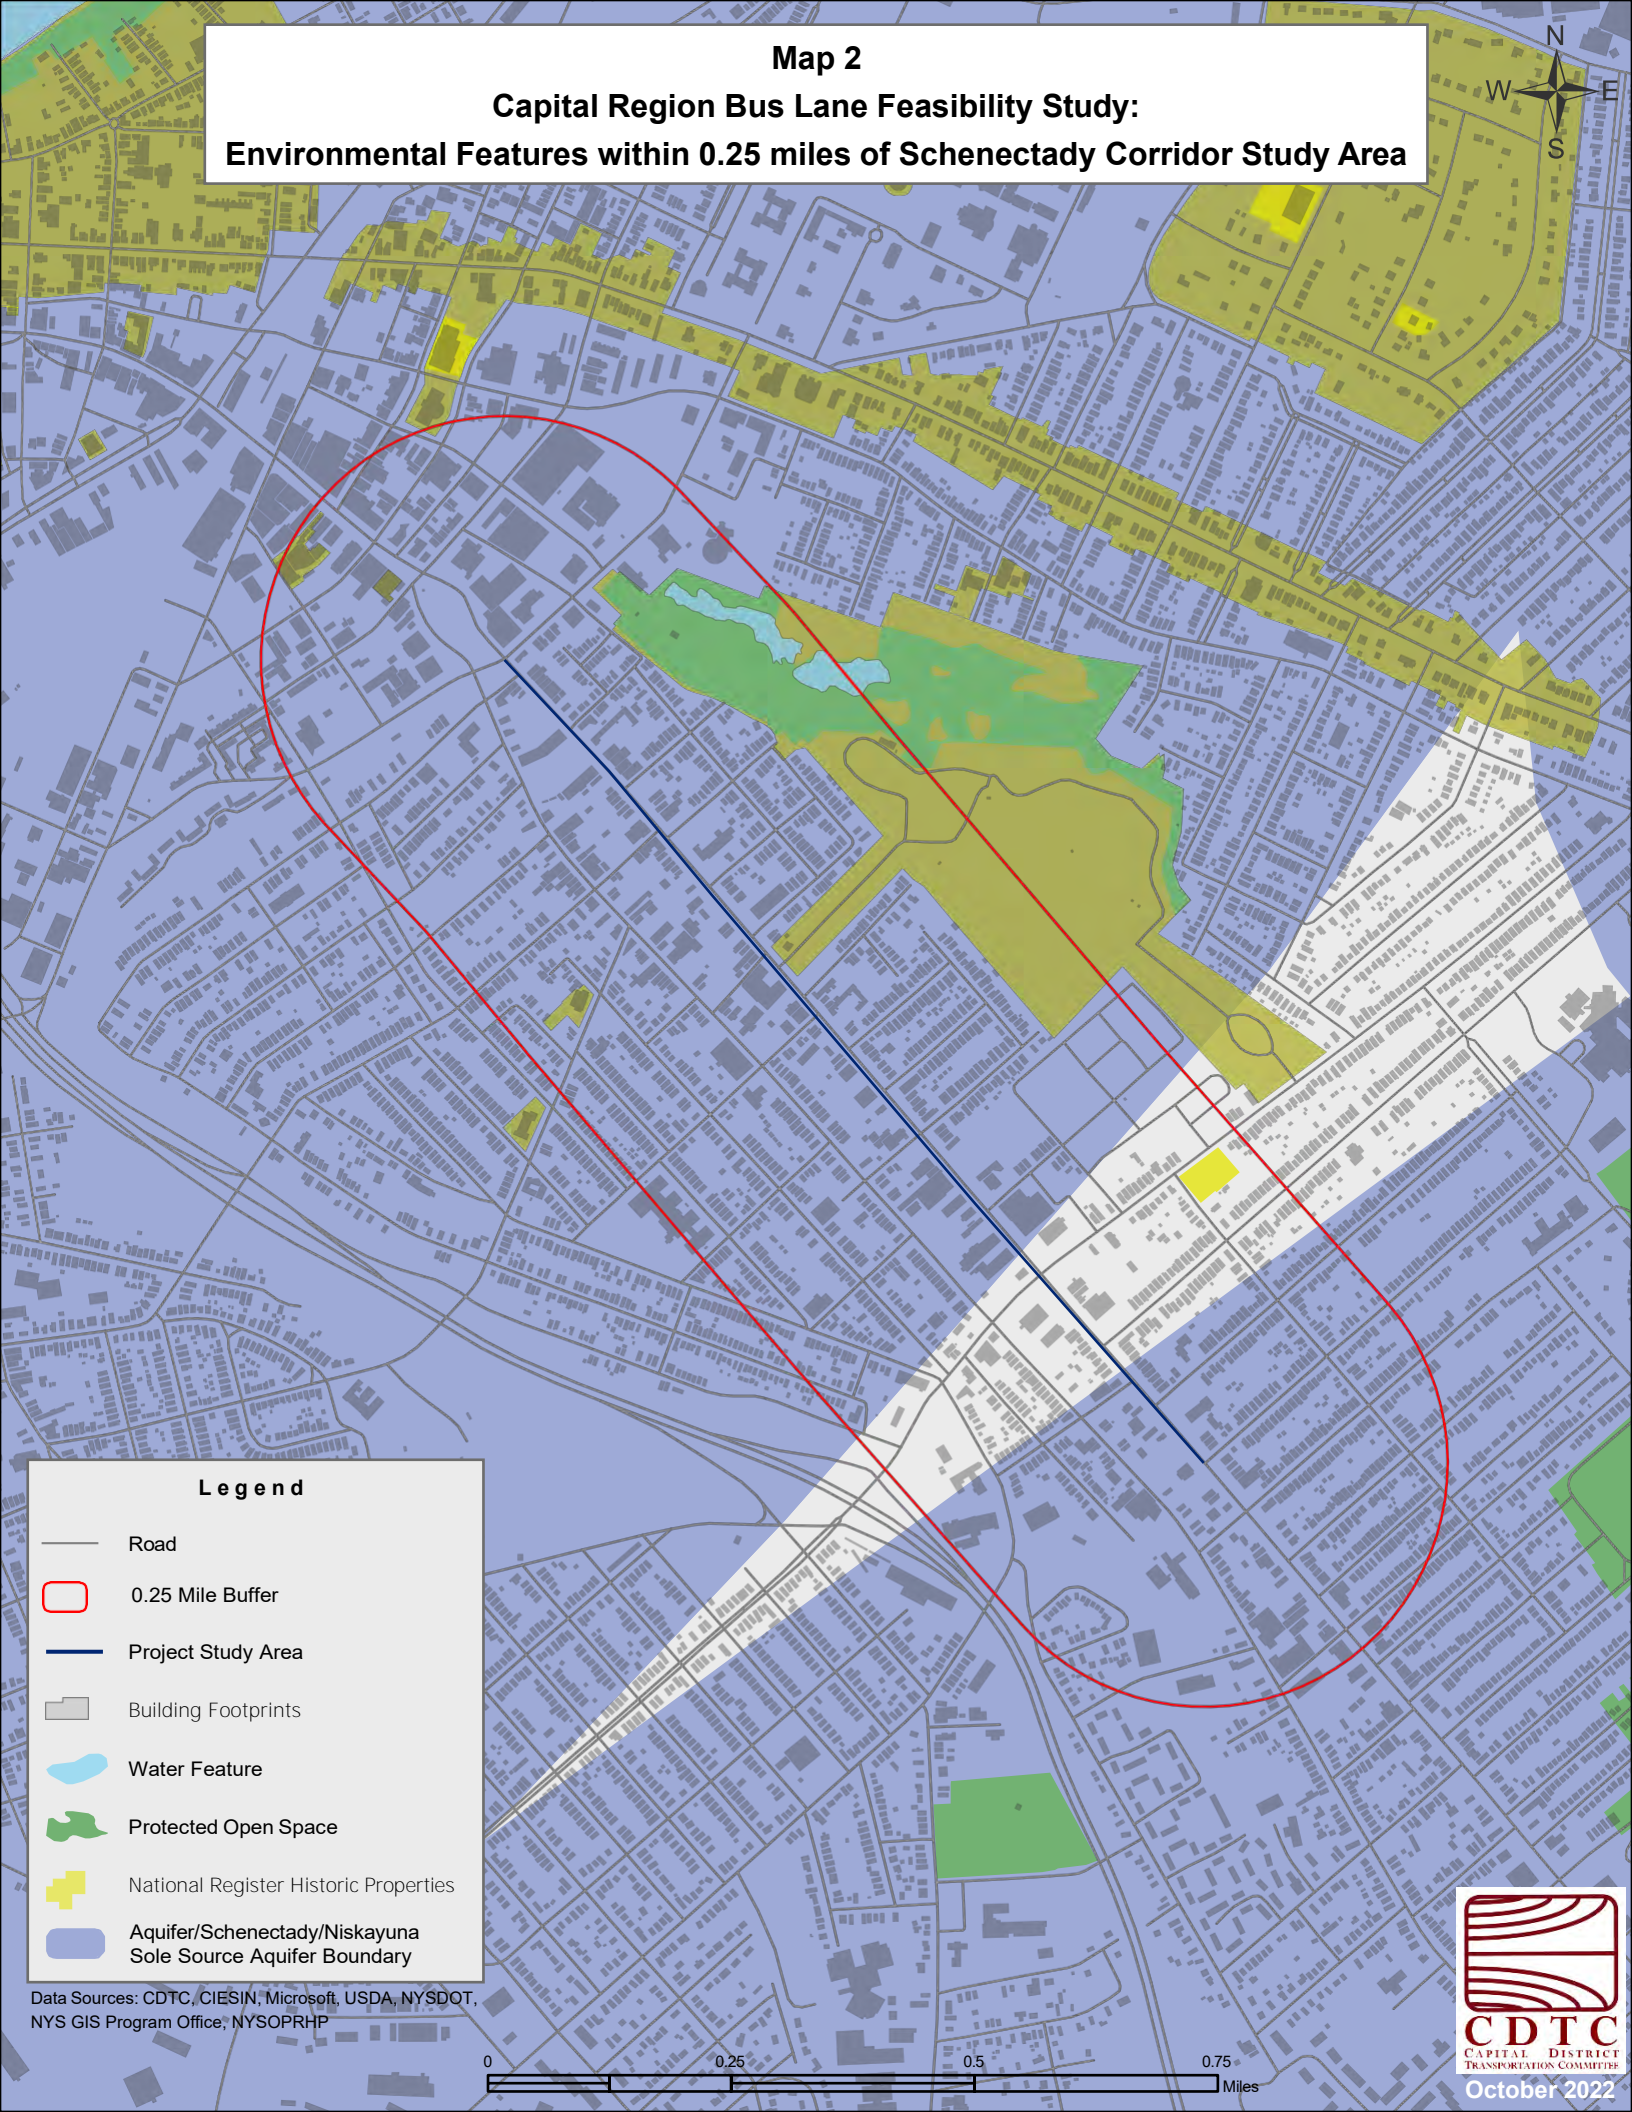 Map 2
Capital Region Bus Lane Feasibility Study:
Environmental Features within 0.25 miles of Schenectady Corridor Study Area
N
W E
S
Legend
Road
0.25 Mile Buffer
Project Study Area
Building Footprints
Water Feature
Protected Open Space
National Register Historic Properties
Aquifer/Schenectady/Niskayuna
Sole Source Aquifer Boundary
Data Sources: CDTC, CIESIN, Microsoft, USDA, NYSDOT,
NYS GIS Program Office, NYSOPRHP
0 0.25 0.5 0.75
Miles
CDTC
CAPITAL DISTRICT
TRANSPORTATION COMMITTEE
October 2022